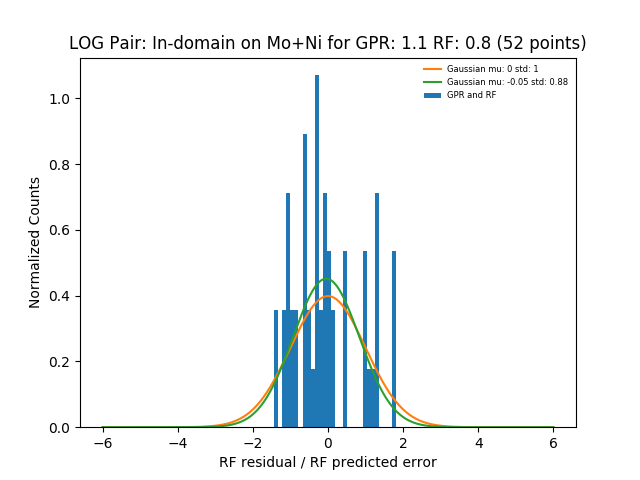 LOG Pair: In-domain on Mo+Ni for GPR: 1.1 RF: 0.8 (52 points)
Gaussian mu: 0 std: 1
Gaussian mu: -0.05 std: 0.88
GPR and RF
1.0
0.8
0.6
0.4
0.2
0.0
Normalized Counts
−6 −4 −2 0 2 4 6
RF residual / RF predicted error